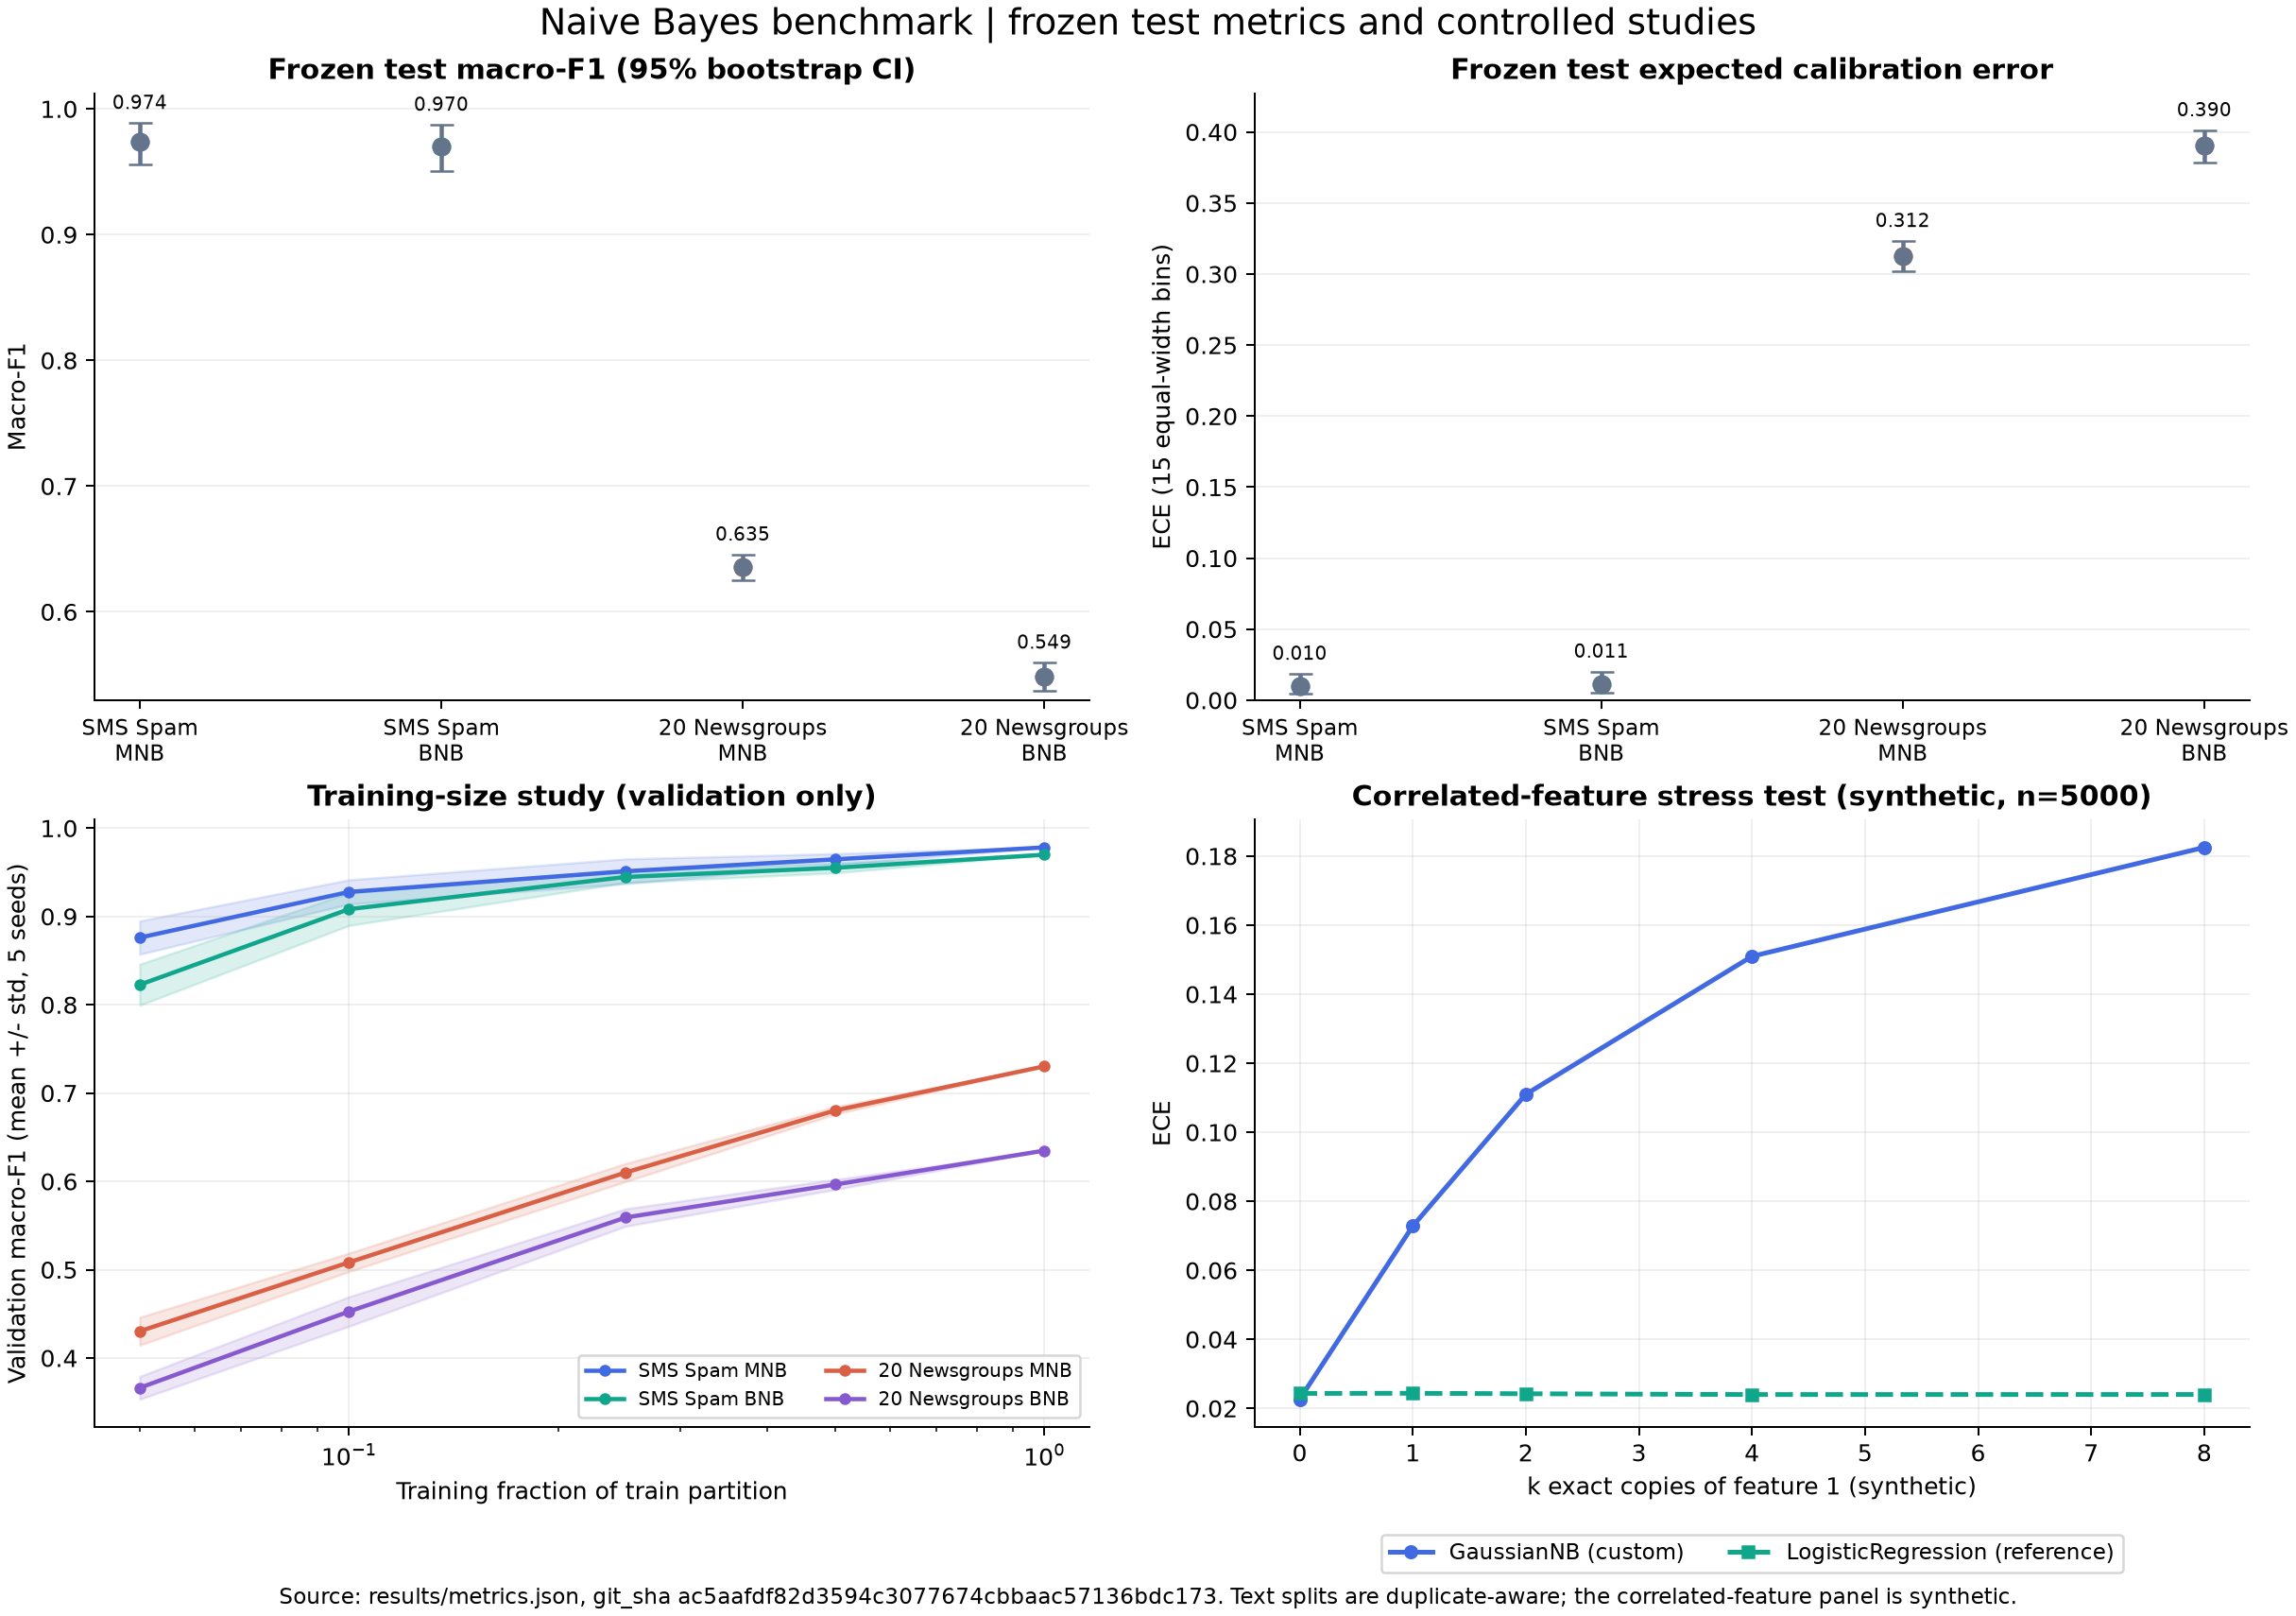 Naive Bayes benchmark | frozen test metrics and controlled studies
Frozen test macro-F1 (95% bootstrap CI)
Macro-F1
1.0
0.9
0.8
0.7
0.6
0.974
0.970
0.635
0.549
SMS Spam
MNB
SMS Spam
BNB
20 Newsgroups
MNB
20 Newsgroups
BNB
Frozen test expected calibration error
ECE (15 equal-width bins)
0.40
0.35
0.30
0.25
0.20
0.15
0.10
0.05
0.00
0.010
0.011
0.312
0.390
SMS Spam
MNB
SMS Spam
BNB
20 Newsgroups
MNB
20 Newsgroups
BNB
Training-size study (validation only)
Validation macro-F1 (mean +/- std, 5 seeds)
1.0
0.9
0.8
0.7
0.6
0.5
0.4
SMS Spam MNB
SMS Spam BNB
20 Newsgroups MNB
20 Newsgroups BNB
10⁻¹
10⁰
Training fraction of train partition
Correlated-feature stress test (synthetic, n=5000)
ECE
0.18
0.16
0.14
0.12
0.10
0.08
0.06
0.04
0.02
0 1 2 3 4 5 6 7 8
k exact copies of feature 1 (synthetic)
GaussianNB (custom)
LogisticRegression (reference)
Source: results/metrics.json, git_sha ac5aafdf82d3594c3077674cbbaac57136bdc173. Text splits are duplicate-aware; the correlated-feature panel is synthetic.